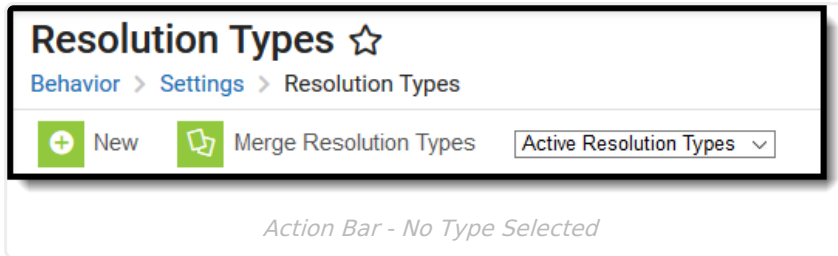 Resolution Types
Behavior > Settings > Resolution Types
New Merge Resolution Types Active Resolution Types
Action Bar - No Type Selected